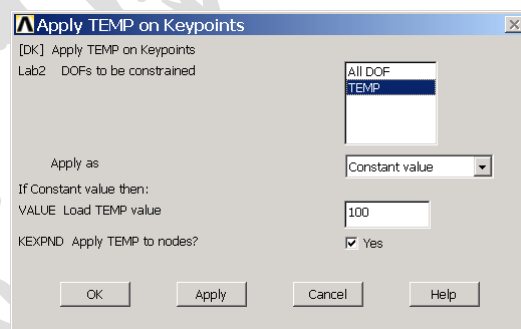 Apply TEMP on Keypoints
[DK] Apply TEMP on Keypoints
Lab2 DOFs to be constrained
All DOF
TEMP
Apply as
Constant value
If Constant value then:
VALUE Load TEMP value
100
KEXPND Apply TEMP to nodes?
Yes
OK Apply Cancel Help